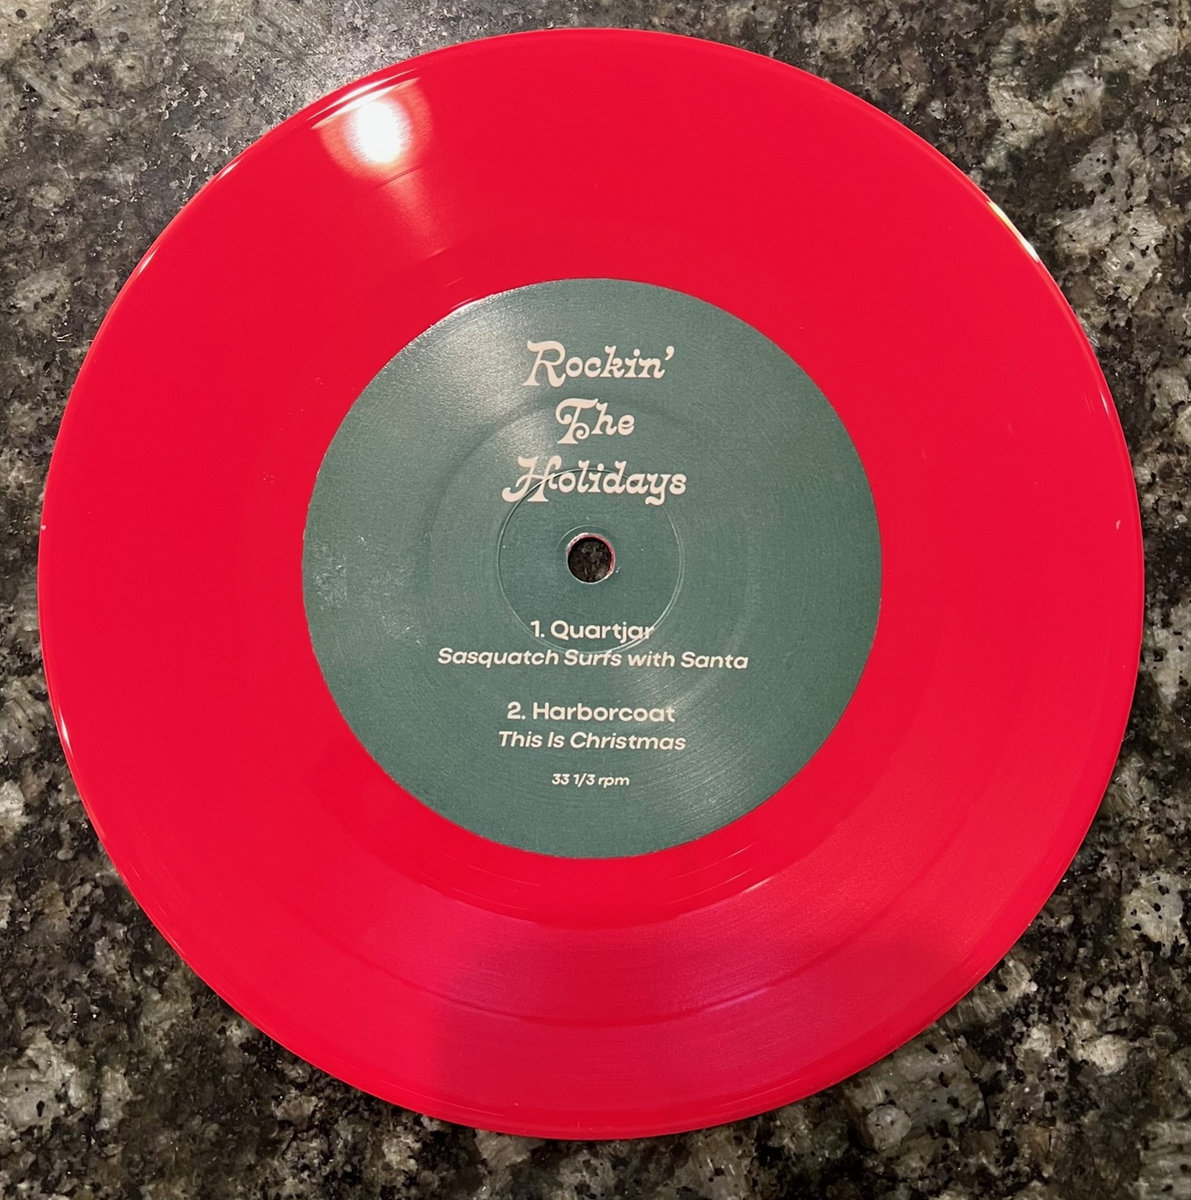 Rockin'
The
Holidays
1. Quartjar
Sasquatch Surfs with Santa
2. Harborcoat
This Is Christmas
33 1/3 rpm